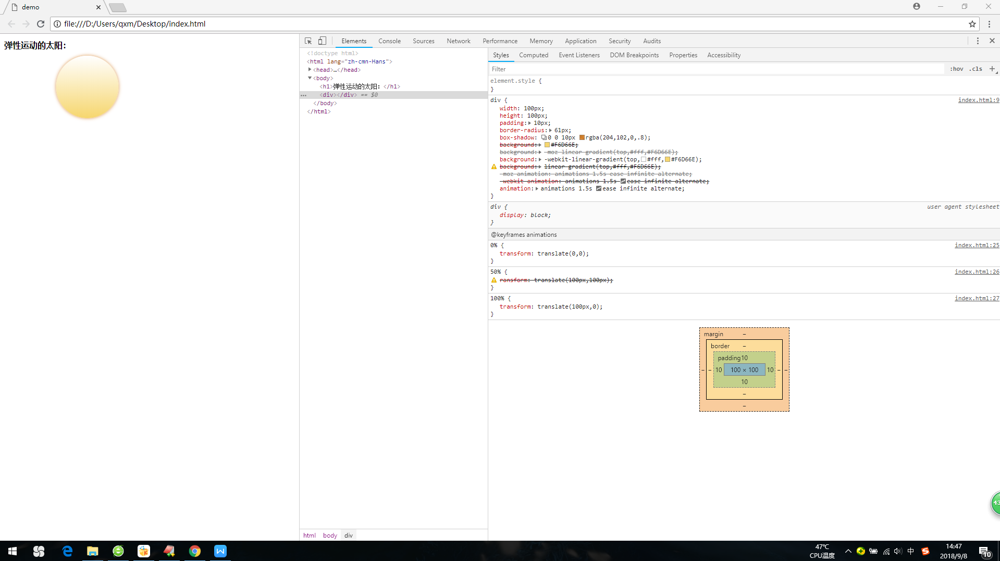 demo
file:///D:/Users/qxm/Desktop/index.html
弹性运动的太阳：
Elements Console Sources Network Performance Memory Application Security Audits
<!doctype html>
<html lang="zh-cmn-Hans">
<head>…</head>
<body>
<h1>弹性运动的太阳：</h1>
<div></div> == $0
</body>
</html>
html body div
Styles Computed Event Listeners DOM Breakpoints Properties Accessibility
Filter :hov .cls
element.style {
}
div { index.html:9
width: 100px;
height: 100px;
padding: 10px;
border-radius: 61px;
box-shadow: 0 0 10px rgba(204,102,0,.8);
background: #F6D66E;
background: -moz-linear-gradient(top,#fff,#F6D66E);
background: -webkit-linear-gradient(top,#fff,#F6D66E);
background: linear-gradient(top,#fff,#F6D66E);
-moz-animation: animations 1.5s ease infinite alternate;
-webkit-animation: animations 1.5s ease infinite alternate;
animation: animations 1.5s ease infinite alternate;
}
div { user agent stylesheet
display: block;
}
@keyframes animations
0% { index.html:25
transform: translate(0,0);
}
50% { index.html:26
ransform: translate(100px,100px);
}
100% { index.html:27
transform: translate(100px,0);
}
margin –
border –
padding10
– – 10 100 × 100 10 – –
10
–
–
43
47℃
CPU温度
中
14:47
2018/9/8
10